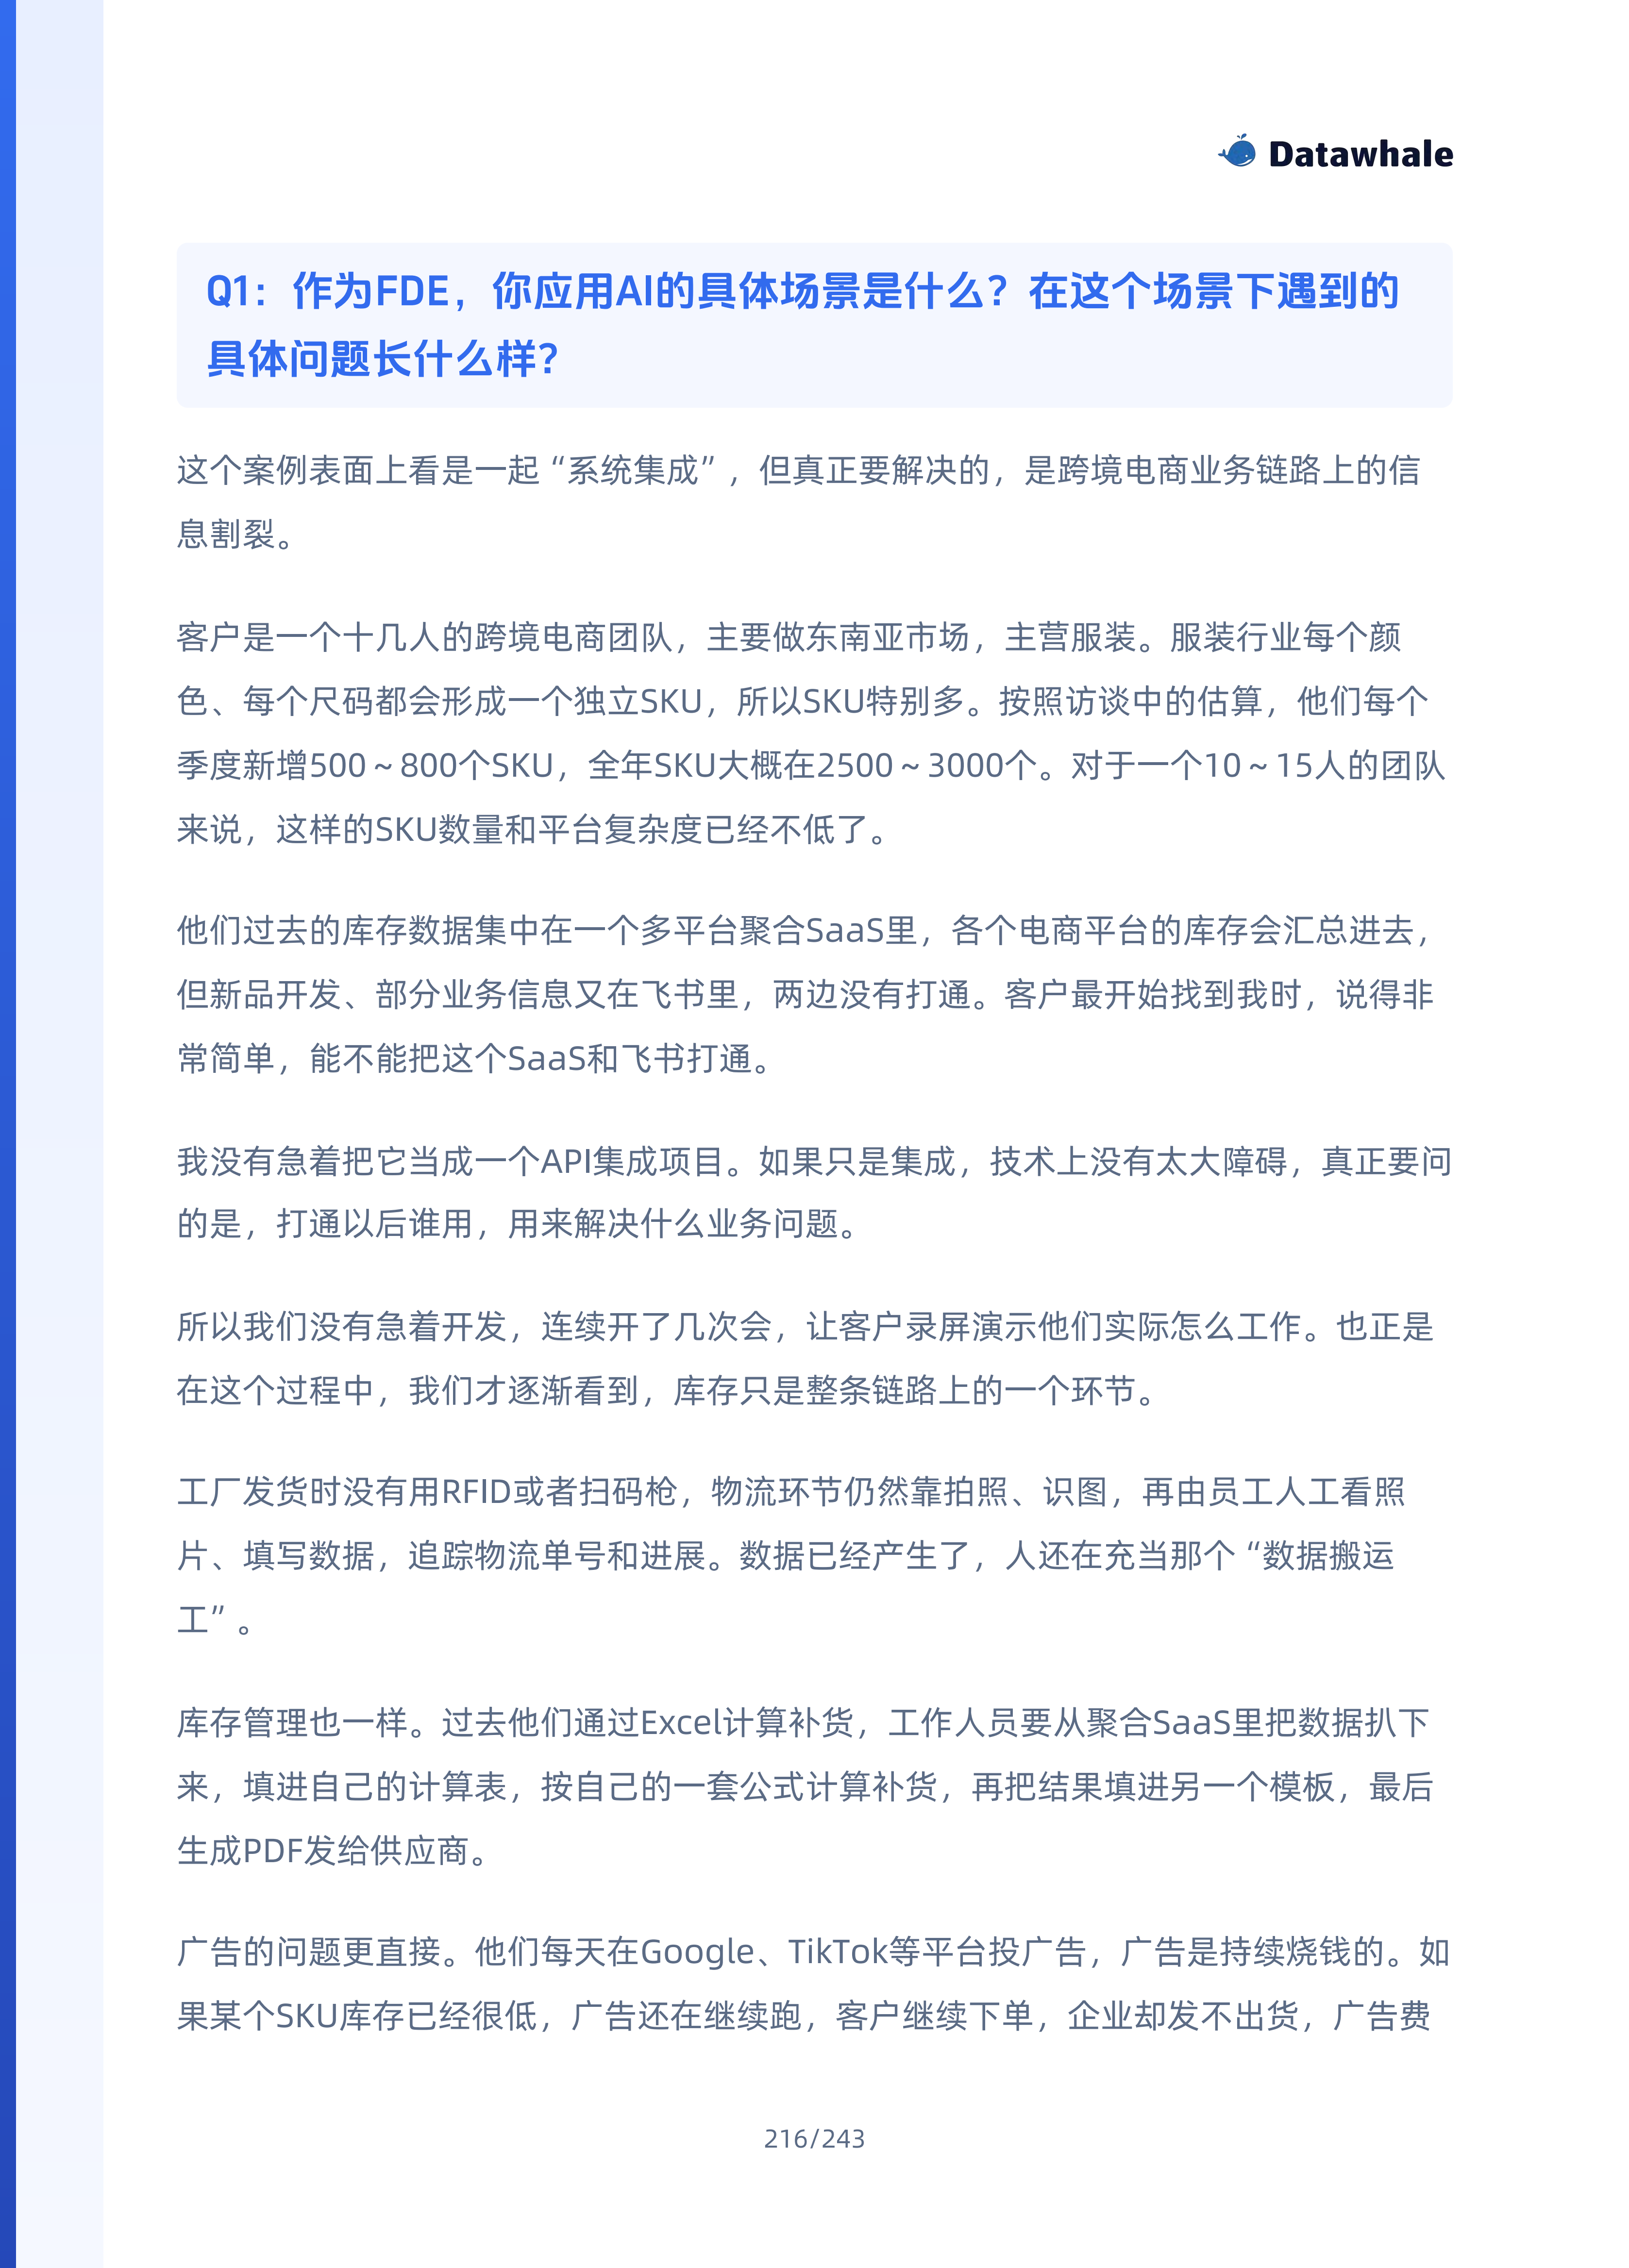 Datawhale
Q1：作为FDE，你应用AI的具体场景是什么？在这个场景下遇到的
具体问题长什么样？
这个案例表面上看是一起“系统集成”，但真正要解决的，是跨境电商业务链路上的信
息割裂。
客户是一个十几人的跨境电商团队，主要做东南亚市场，主营服装。服装行业每个颜
色、每个尺码都会形成一个独立SKU，所以SKU特别多。按照访谈中的估算，他们每个
季度新增500～800个SKU，全年SKU大概在2500～3000个。对于一个10～15人的团队
来说，这样的SKU数量和平台复杂度已经不低了。
他们过去的库存数据集中在一个多平台聚合SaaS里，各个电商平台的库存会汇总进去，
但新品开发、部分业务信息又在飞书里，两边没有打通。客户最开始找到我时，说得非
常简单，能不能把这个SaaS和飞书打通。
我没有急着把它当成一个API集成项目。如果只是集成，技术上没有太大障碍，真正要问
的是，打通以后谁用，用来解决什么业务问题。
所以我们没有急着开发，连续开了几次会，让客户录屏演示他们实际怎么工作。也正是
在这个过程中，我们才逐渐看到，库存只是整条链路上的一个环节。
工厂发货时没有用RFID或者扫码枪，物流环节仍然靠拍照、识图，再由员工人工看照
片、填写数据，追踪物流单号和进展。数据已经产生了，人还在充当那个“数据搬运
工”。
库存管理也一样。过去他们通过Excel计算补货，工作人员要从聚合SaaS里把数据扒下
来，填进自己的计算表，按自己的一套公式计算补货，再把结果填进另一个模板，最后
生成PDF发给供应商。
广告的问题更直接。他们每天在Google、TikTok等平台投广告，广告是持续烧钱的。如
果某个SKU库存已经很低，广告还在继续跑，客户继续下单，企业却发不出货，广告费
216/243